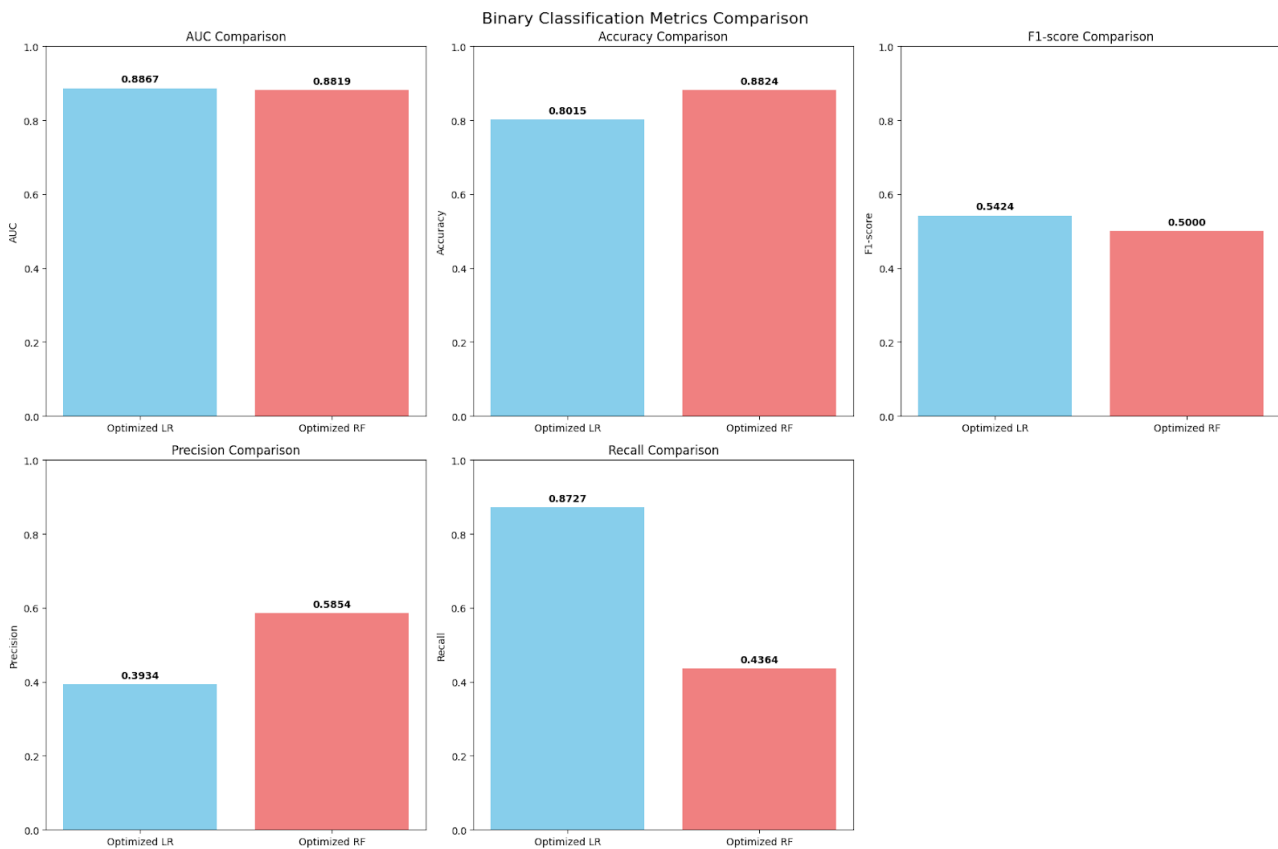 Binary Classification Metrics Comparison
AUC Comparison
1.0
0.8
0.6
0.4
0.2
0.0
AUC
0.8867
0.8819
Optimized LR
Optimized RF
Accuracy Comparison
1.0
0.8
0.6
0.4
0.2
0.0
Accuracy
0.8015
0.8824
Optimized LR
Optimized RF
F1-score Comparison
1.0
0.8
0.6
0.4
0.2
0.0
F1-score
0.5424
0.5000
Optimized LR
Optimized RF
Precision Comparison
1.0
0.8
0.6
0.4
0.2
0.0
Precision
0.3934
0.5854
Optimized LR
Optimized RF
Recall Comparison
1.0
0.8
0.6
0.4
0.2
0.0
Recall
0.8727
0.4364
Optimized LR
Optimized RF